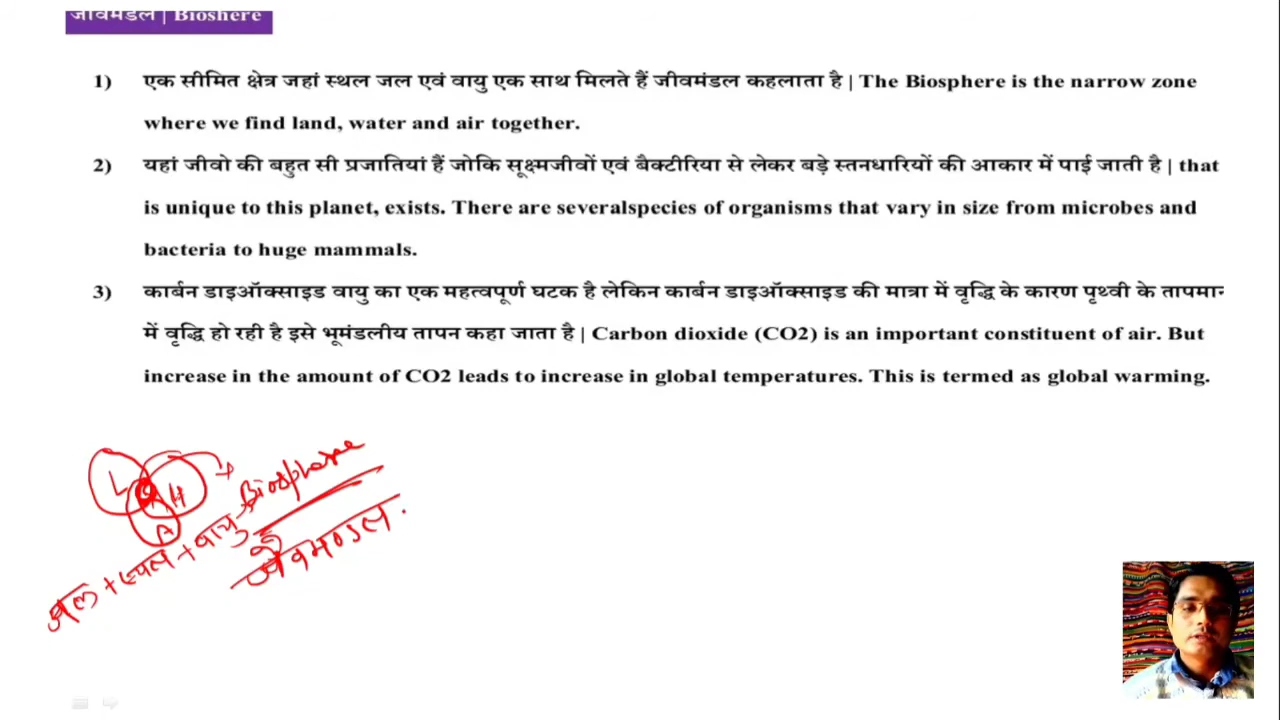 जीवमंडल | Bioshere
1) एक सीमित क्षेत्र जहां स्थल जल एवं वायु एक साथ मिलते हैं जीवमंडल कहलाता है | The Biosphere is the narrow zone
where we find land, water and air together.
2) यहां जीवो की बहुत सी प्रजातियां हैं जोकि सूक्ष्मजीवों एवं बैक्टीरिया से लेकर बड़े स्तनधारियों की आकार में पाई जाती है | that
is unique to this planet, exists. There are severalspecies of organisms that vary in size from microbes and
bacteria to huge mammals.
3) कार्बन डाइऑक्साइड वायु का एक महत्वपूर्ण घटक है लेकिन कार्बन डाइऑक्साइड की मात्रा में वृद्धि के कारण पृथ्वी के तापमान
में वृद्धि हो रही है इसे भूमंडलीय तापन कहा जाता है | Carbon dioxide (CO2) is an important constituent of air. But
increase in the amount of CO2 leads to increase in global temperatures. This is termed as global warming.
L H
A
जल + स्थल + वायु → Biosphere
जैवमण्डल.